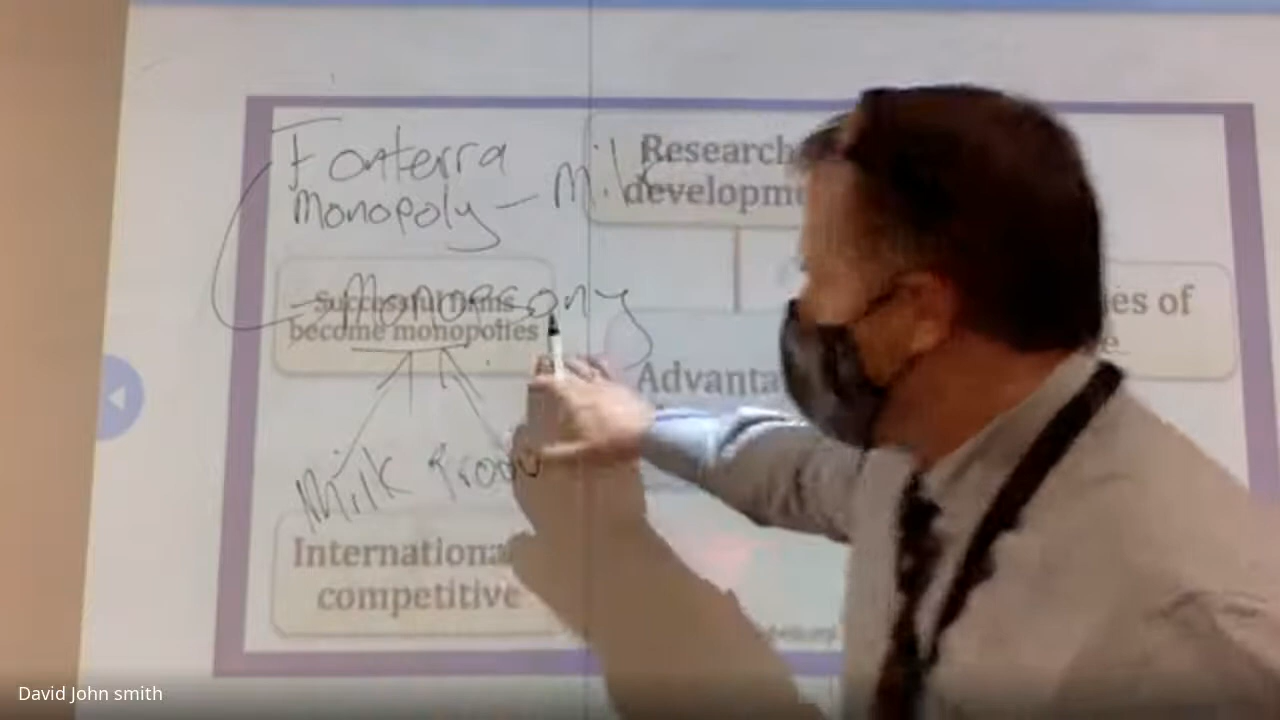 Fonterra
Monopoly - Milk
Research
developme
Monopsony
Successful firms
become monopolies
es of
Advanta
Milk Produ
Internationa
competitive
David John smith